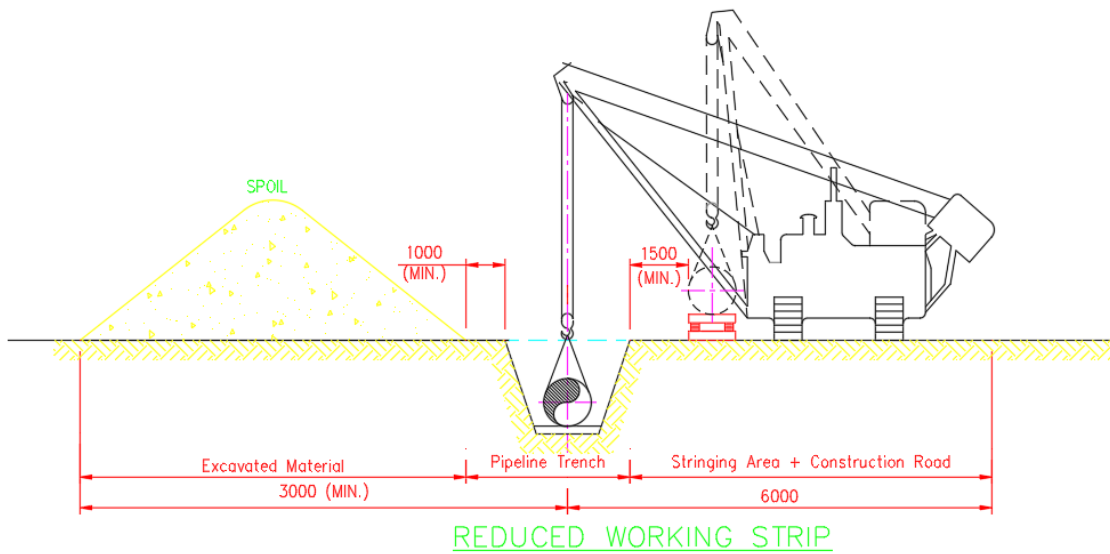 SPOIL
1000
(MIN.)
1500
(MIN.)
Excavated Material
Pipeline Trench
Stringing Area + Construction Road
3000 (MIN.)
6000
REDUCED WORKING STRIP